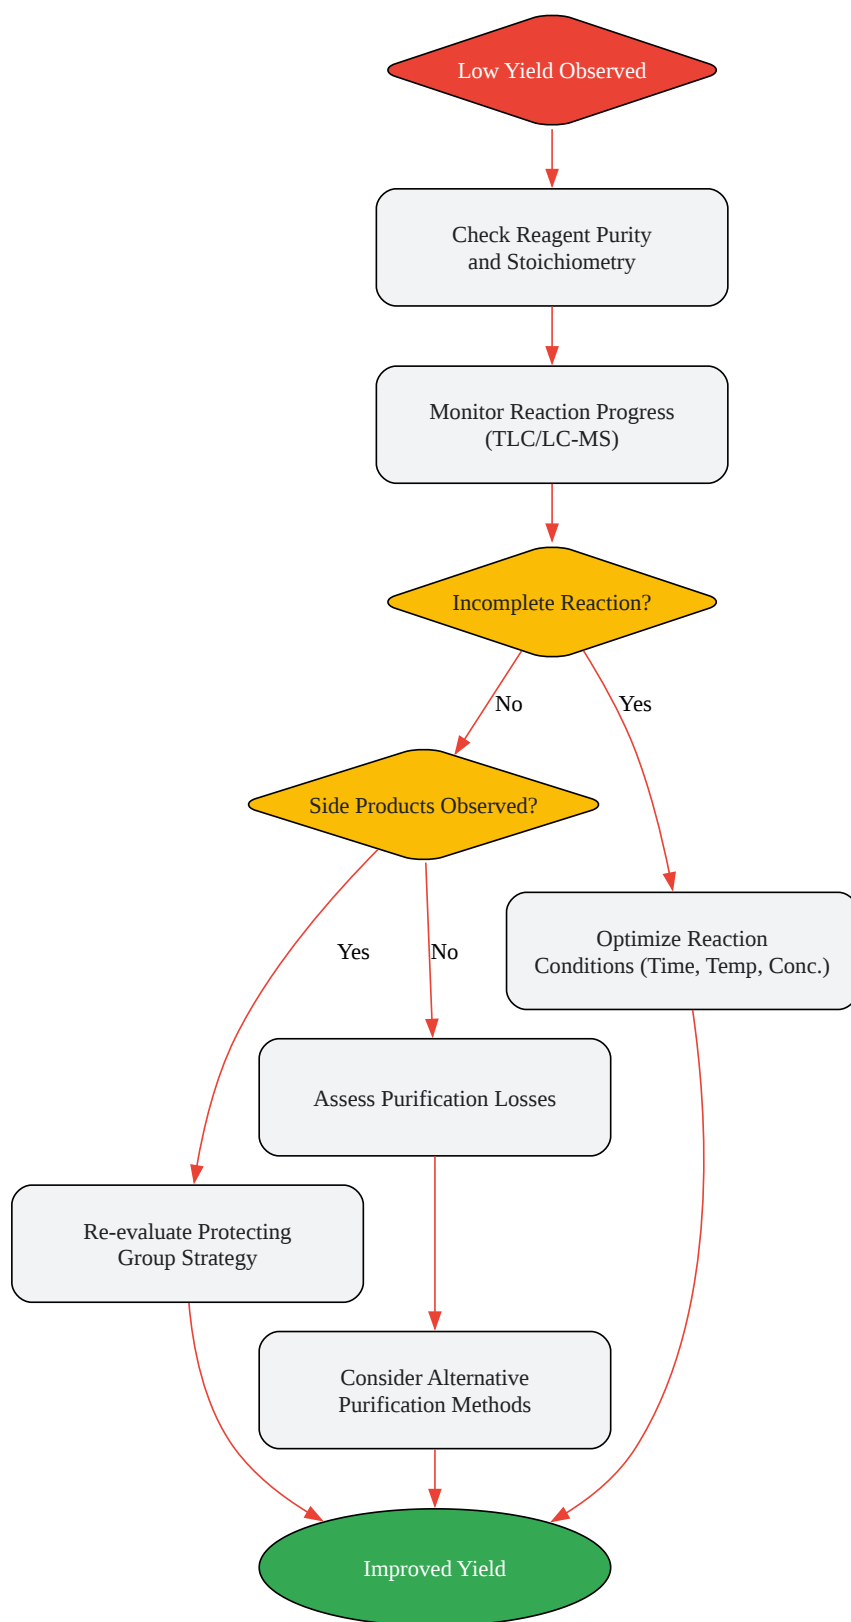 Low Yield Observed
Check Reagent Purity
and Stoichiometry
Monitor Reaction Progress
(TLC/LC-MS)
Incomplete Reaction?
No
Yes
Side Products Observed?
Optimize Reaction
Conditions (Time, Temp, Conc.)
Yes
No
Assess Purification Losses
Re-evaluate Protecting
Group Strategy
Consider Alternative
Purification Methods
Improved Yield